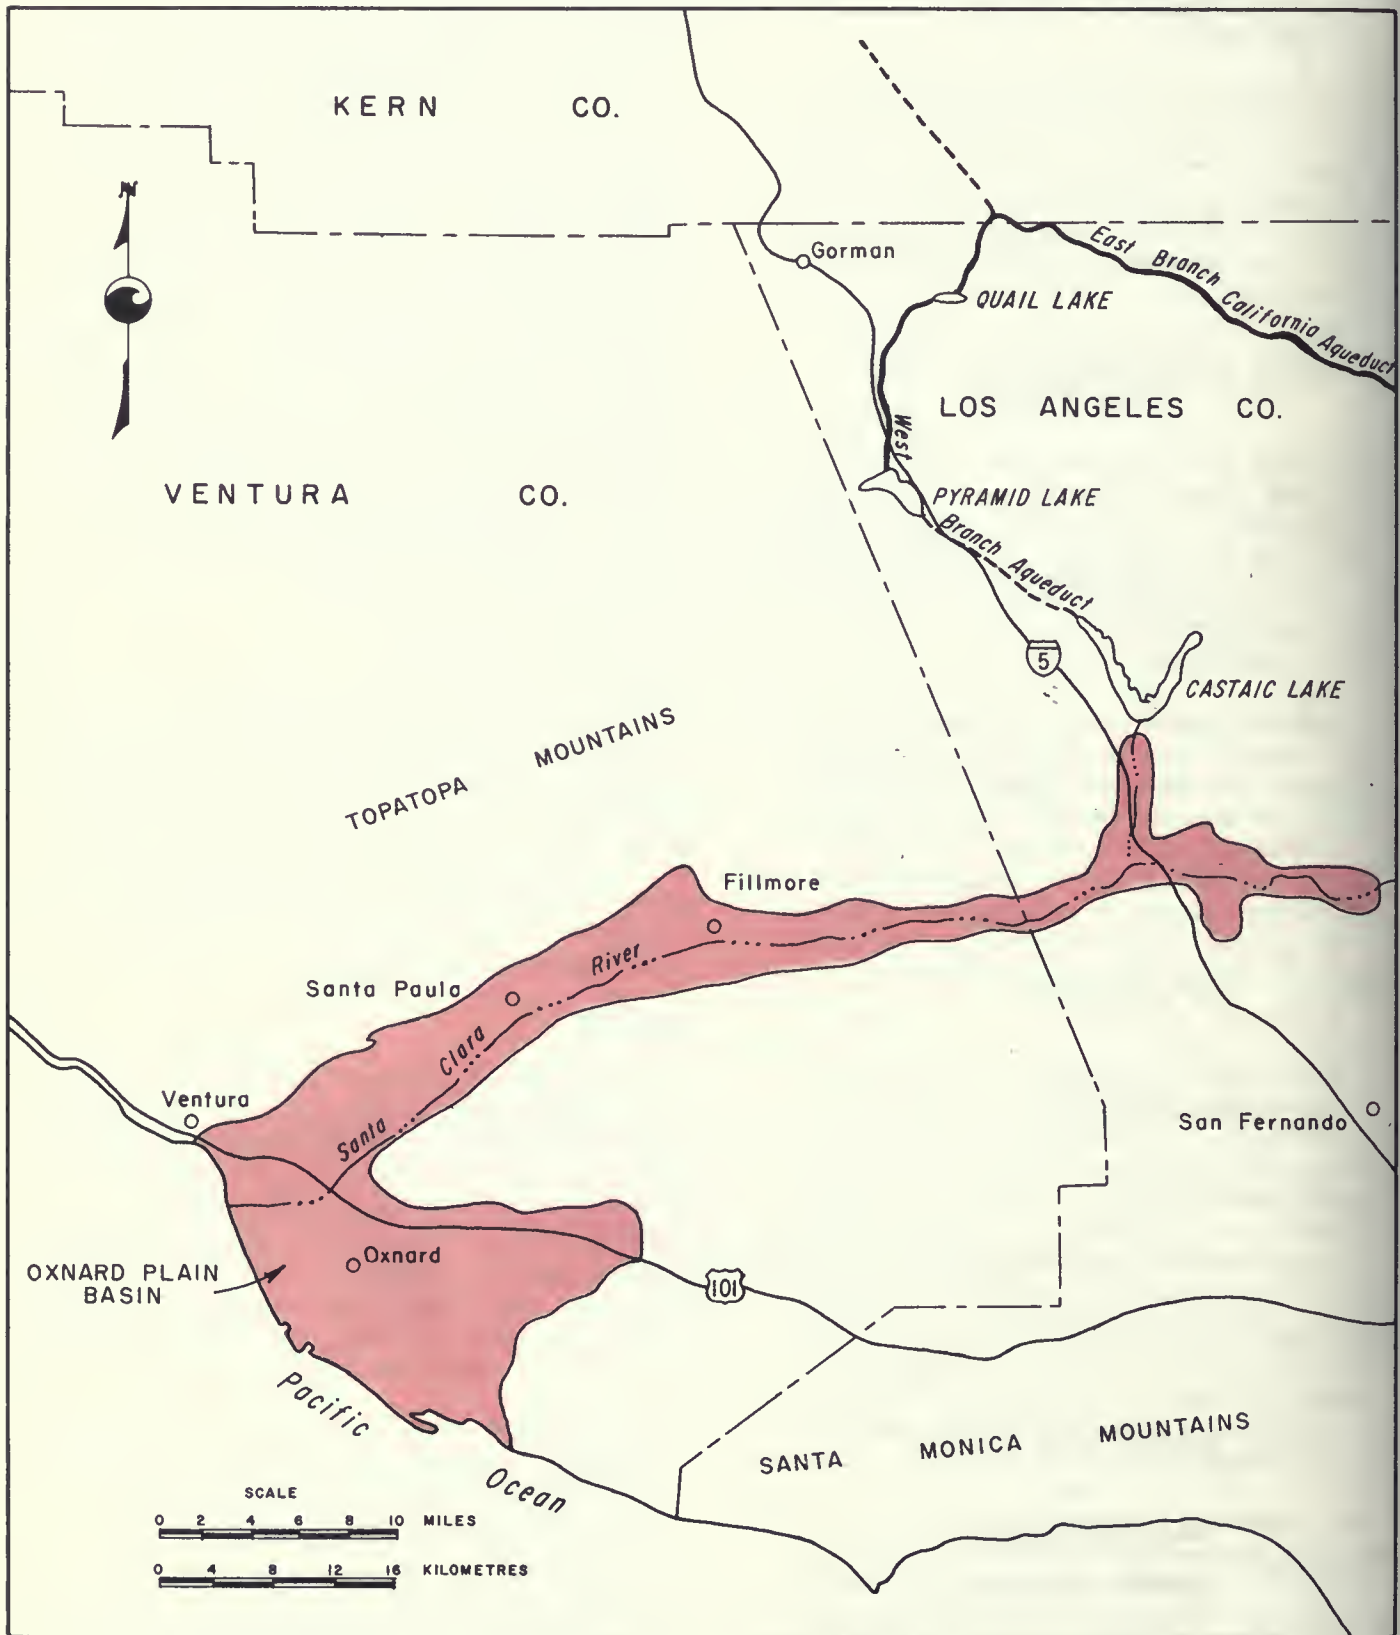 KERN CO.
N
Gorman
East Branch California Aqueduct
QUAIL LAKE
LOS ANGELES CO.
West
VENTURA CO.
PYRAMID LAKE
Branch Aqueduct
5
CASTAIC LAKE
TOPATOPA MOUNTAINS
Fillmore
River
Santa Paula
Clara
Ventura
Santa
San Fernando
Oxnard
OXNARD PLAIN
BASIN
101
Pacific
Ocean
SANTA MONICA MOUNTAINS
SCALE
0 2 4 6 8 10 MILES
0 4 8 12 16 KILOMETRES